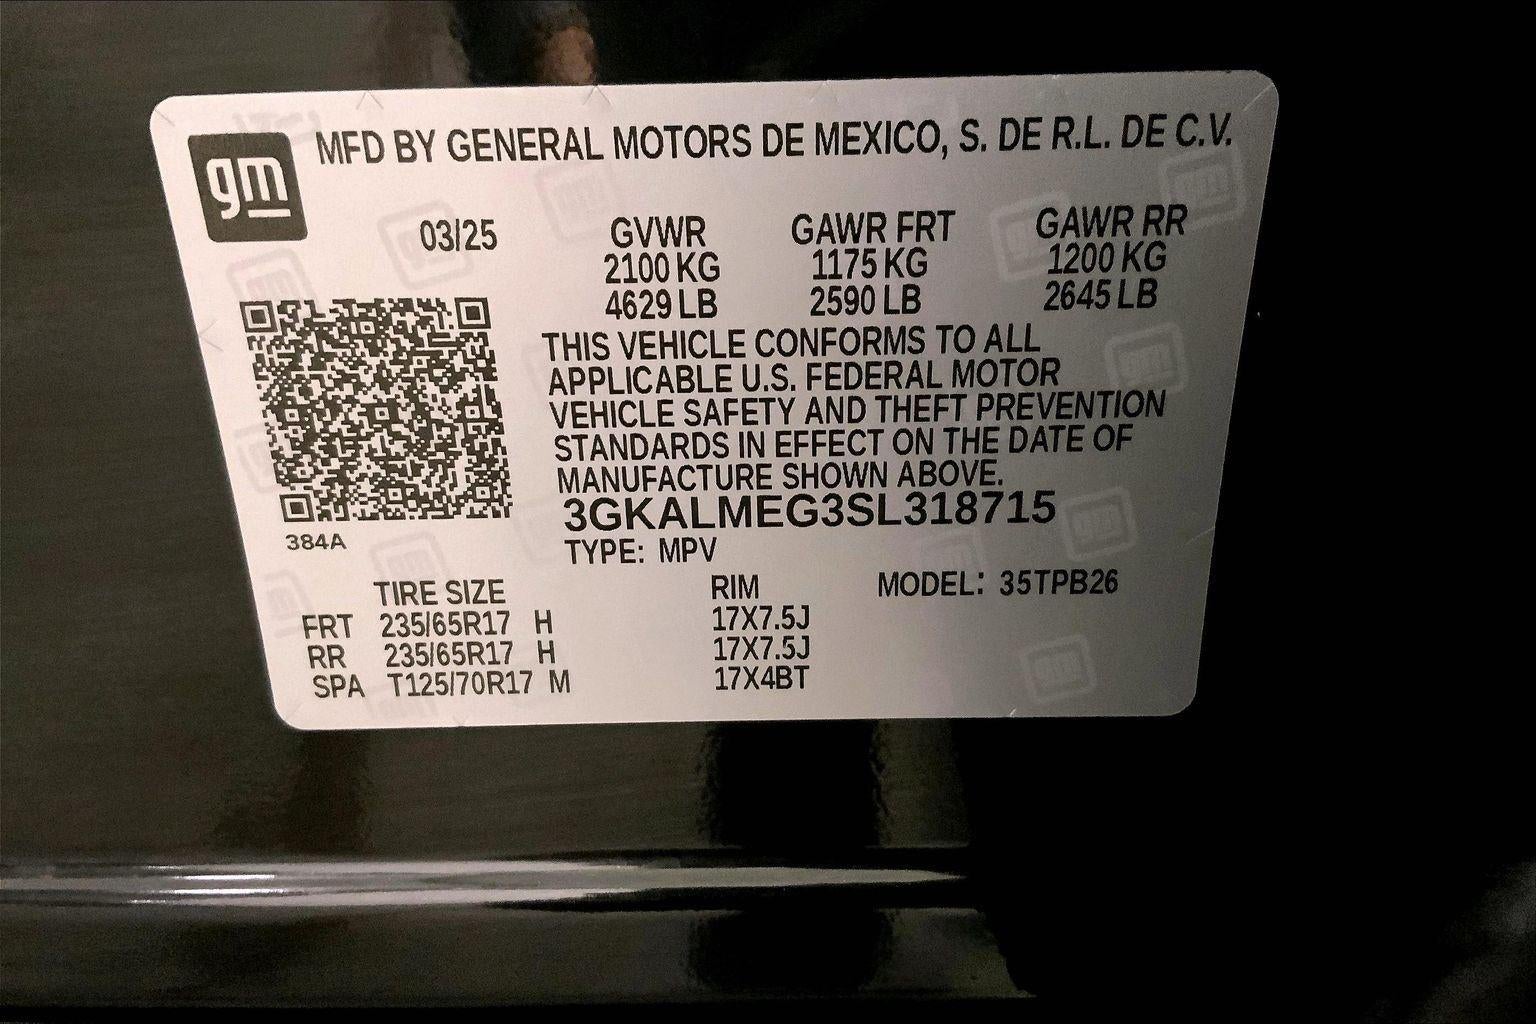 gm
MFD BY GENERAL MOTORS DE MEXICO, S. DE R.L. DE C.V.
03/25 GVWR GAWR FRT GAWR RR
2100 KG 1175 KG 1200 KG
4629 LB 2590 LB 2645 LB
THIS VEHICLE CONFORMS TO ALL
APPLICABLE U.S. FEDERAL MOTOR
VEHICLE SAFETY AND THEFT PREVENTION
STANDARDS IN EFFECT ON THE DATE OF
MANUFACTURE SHOWN ABOVE.
3GKALMEG3SL318715
384A
TYPE: MPV
TIRE SIZE RIM MODEL: 35TPB26
FRT 235/65R17 H 17X7.5J
RR 235/65R17 H 17X7.5J
SPA T125/70R17 M 17X4BT